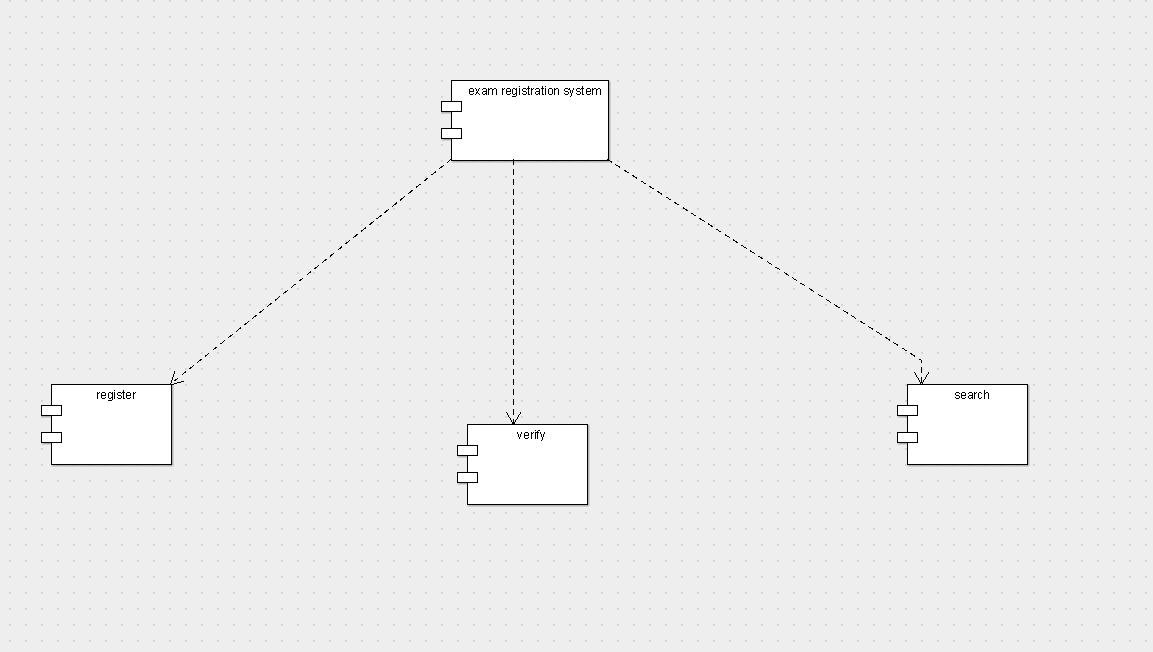 exam registration system
register
verify
search